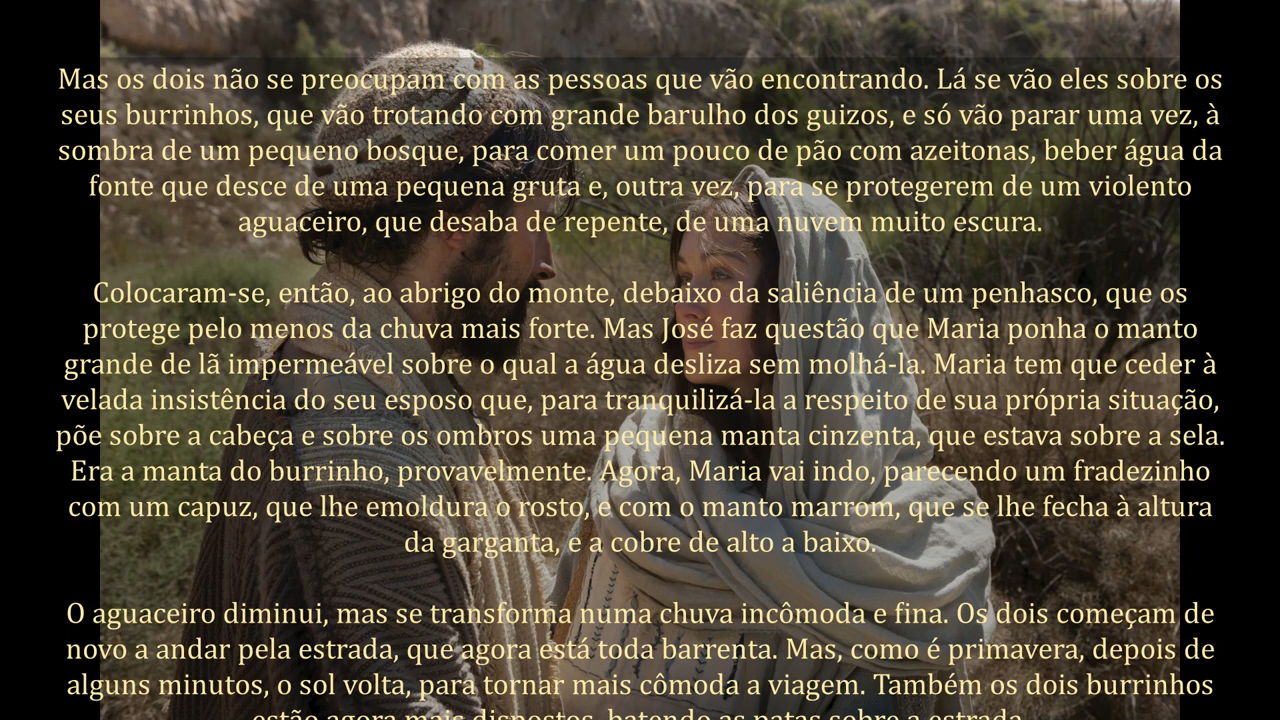 Mas os dois não se preocupam com as pessoas que vão encontrando. Lá se vão eles sobre os
seus burrinhos, que vão trotando com grande barulho dos guizos, e só vão parar uma vez, à
sombra de um pequeno bosque, para comer um pouco de pão com azeitonas, beber água da
fonte que desce de uma pequena gruta e, outra vez, para se protegerem de um violento
aguaceiro, que desaba de repente, de uma nuvem muito escura.
Colocaram-se, então, ao abrigo do monte, debaixo da saliência de um penhasco, que os
protege pelo menos da chuva mais forte. Mas José faz questão que Maria ponha o manto
grande de lã impermeável sobre o qual a água desliza sem molhá-la. Maria tem que ceder à
velada insistência do seu esposo que, para tranquilizá-la a respeito de sua própria situação,
põe sobre a cabeça e sobre os ombros uma pequena manta cinzenta, que estava sobre a sela.
Era a manta do burrinho, provavelmente. Agora, Maria vai indo, parecendo um fradezinho
com um capuz, que lhe emoldura o rosto, e com o manto marrom, que se lhe fecha à altura
da garganta, e a cobre de alto a baixo.
O aguaceiro diminui, mas se transforma numa chuva incômoda e fina. Os dois começam de
novo a andar pela estrada, que agora está toda barrenta. Mas, como é primavera, depois de
alguns minutos, o sol volta, para tornar mais cômoda a viagem. Também os dois burrinhos
estão agora mais dispostos, batendo as patas sobre a estrada.